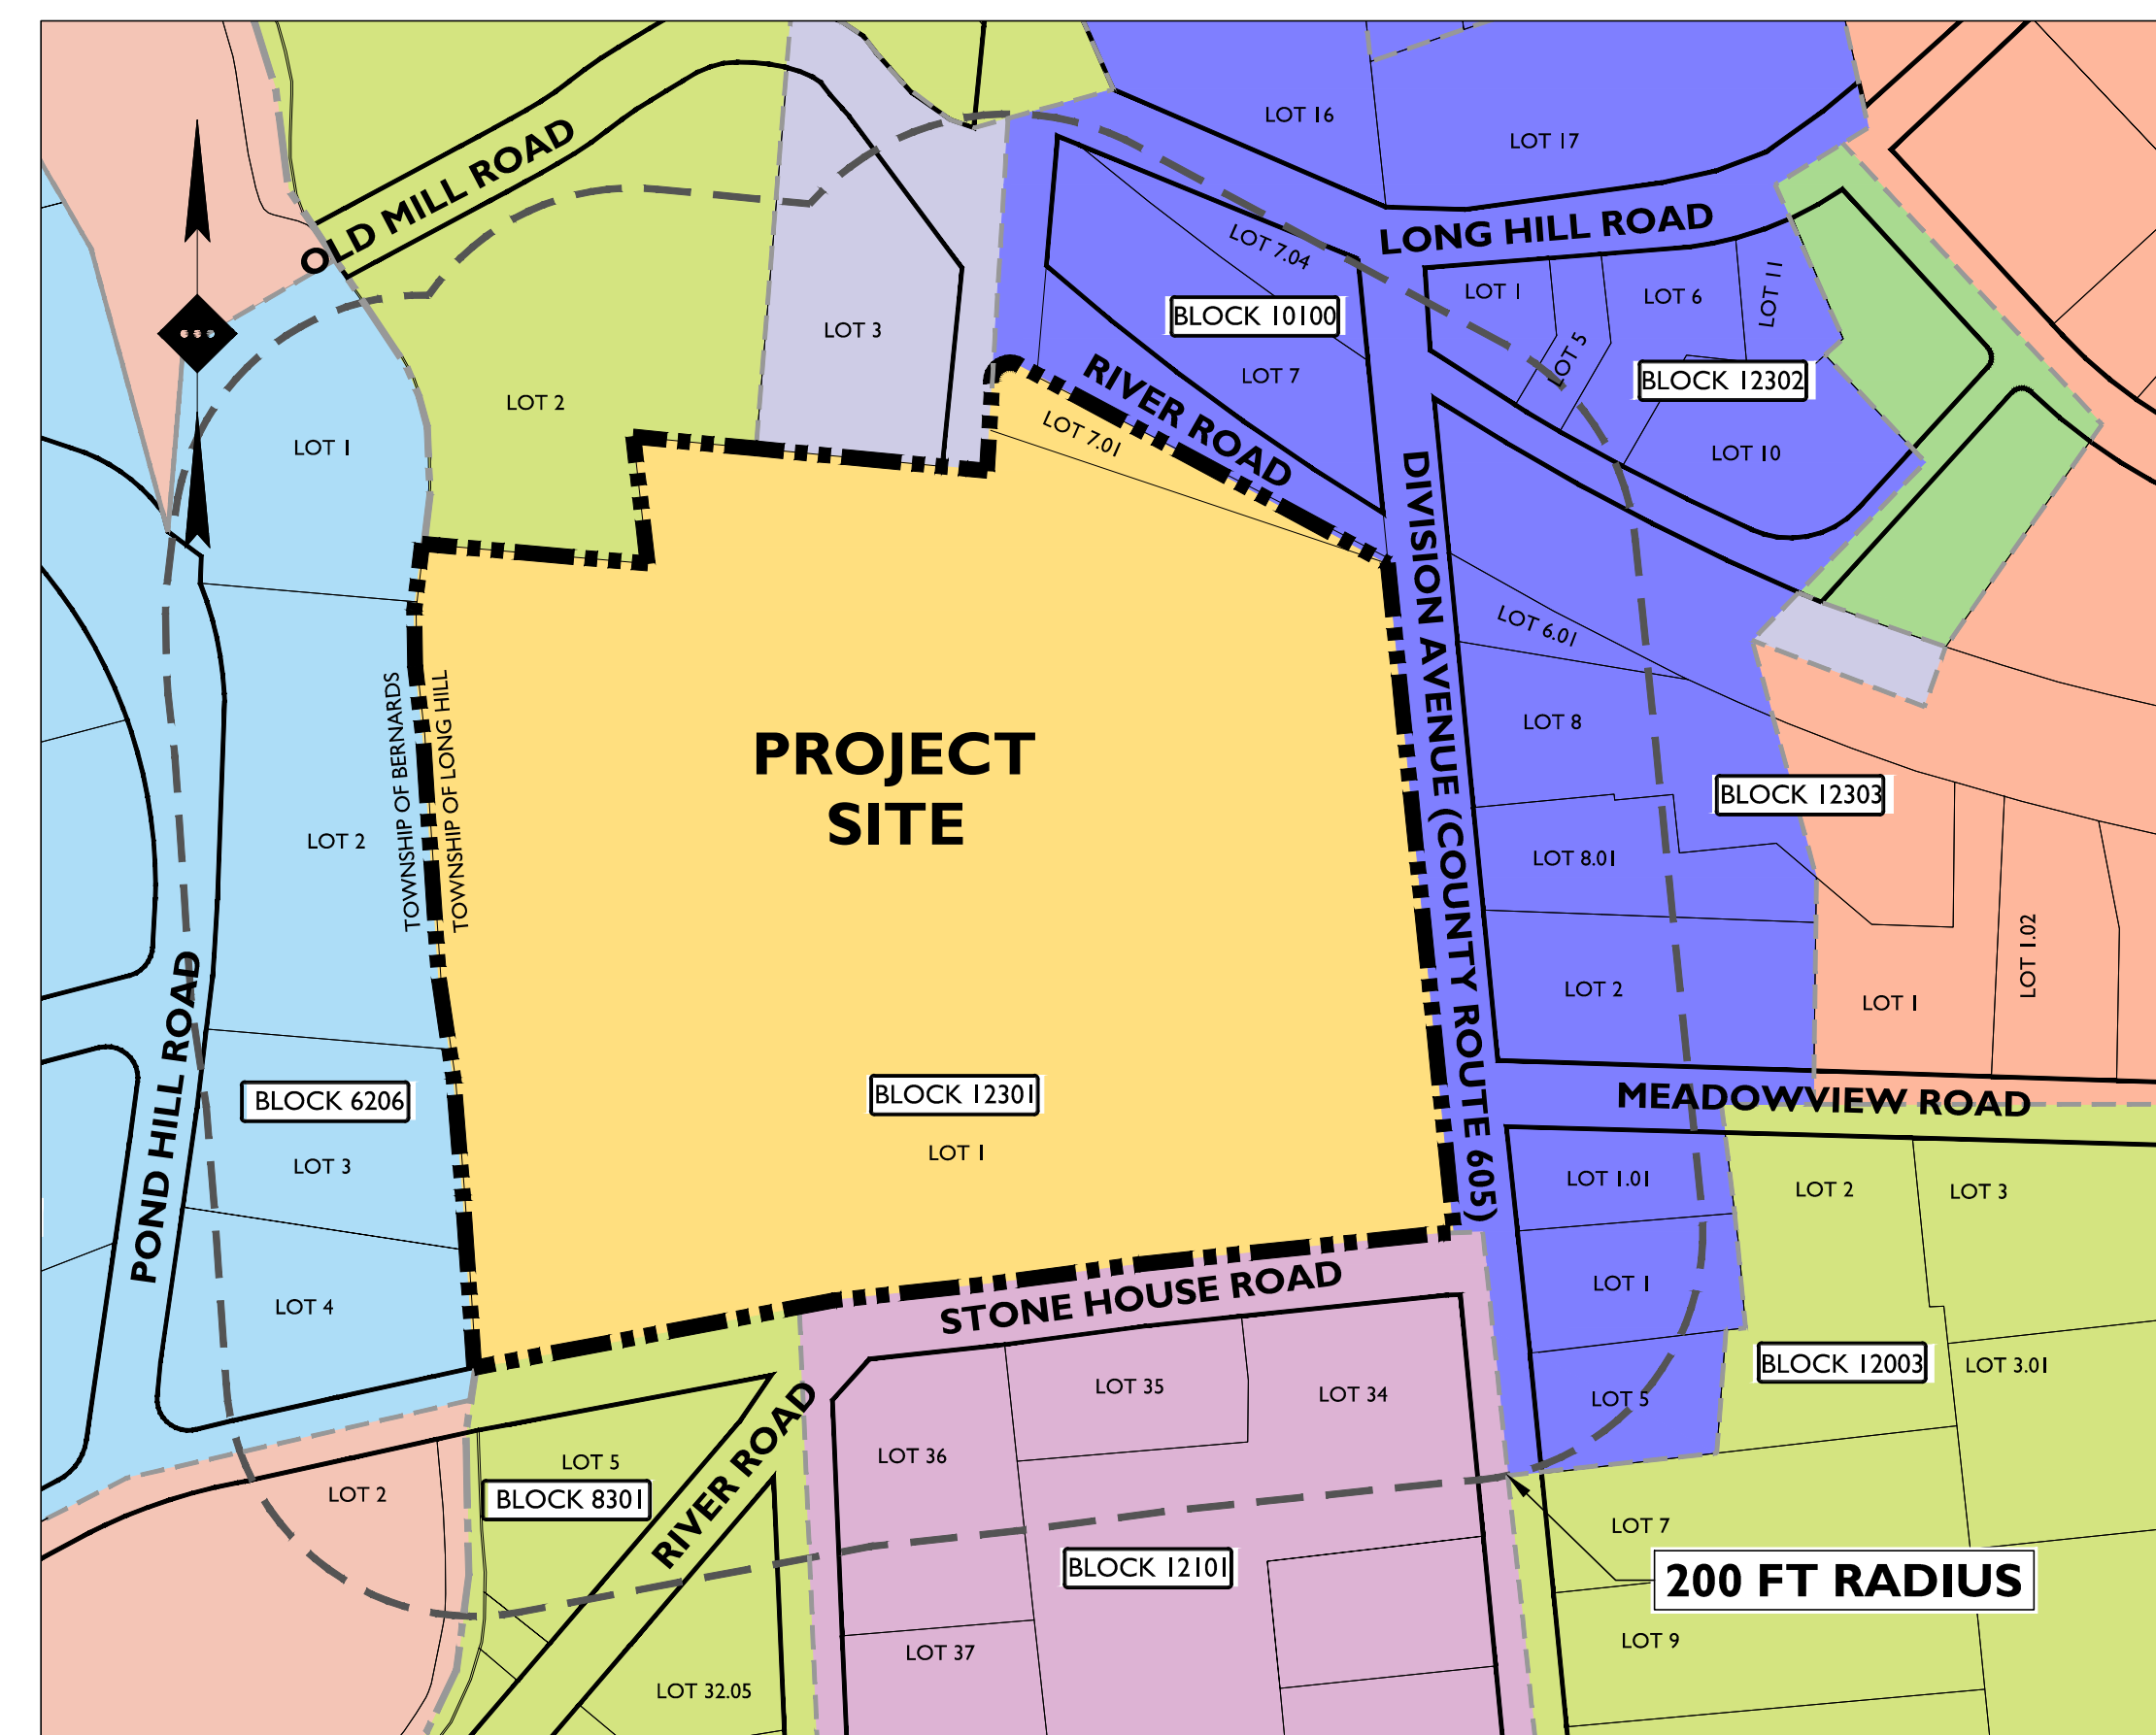 LOT 16
LOT 17
OLD MILL ROAD
LONG HILL ROAD
LOT 7.04
LOT 1
LOT 6
LOT 11
LOT 3
BLOCK 10100
LOT 5
LOT 7
BLOCK 12302
LOT 2
RIVER ROAD
LOT 7.01
LOT 1
LOT 10
DIVISION AVENUE (COUNTY ROUTE 605)
LOT 6.01
TOWNSHIP OF BERNARDS
TOWNSHIP OF LONG HILL
LOT 8
PROJECT
SITE
BLOCK 12303
LOT 2
LOT 8.01
LOT 1.02
LOT 2
LOT 1
POND HILL ROAD
BLOCK 6206
BLOCK 12301
MEADOWVIEW ROAD
LOT 1
LOT 3
LOT 1.01
LOT 2
LOT 3
LOT 4
STONE HOUSE ROAD
LOT 1
BLOCK 12003
LOT 3.01
LOT 35
LOT 34
LOT 5
RIVER ROAD
LOT 36
LOT 5
LOT 2
BLOCK 8301
LOT 7
BLOCK 12101
200 FT RADIUS
LOT 9
LOT 37
LOT 32.05